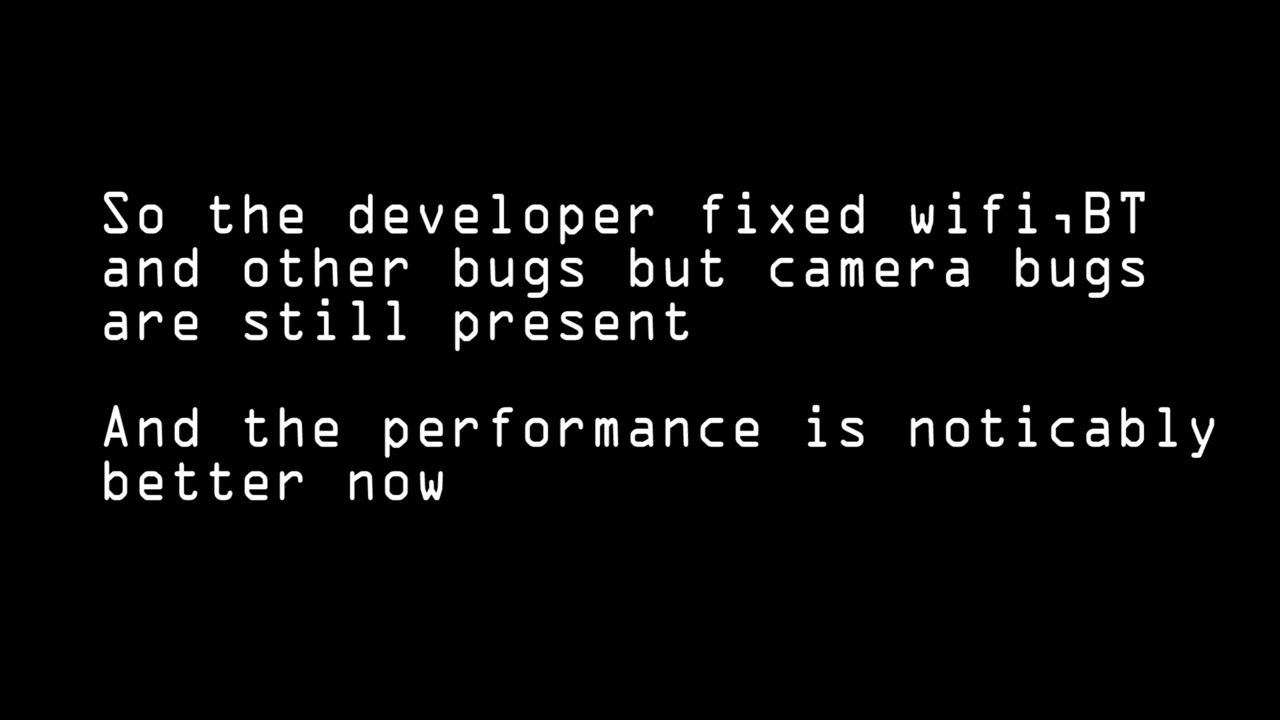 So the developer fixed wifi,BT
and other bugs but camera bugs
are still present
And the performance is noticably
better now